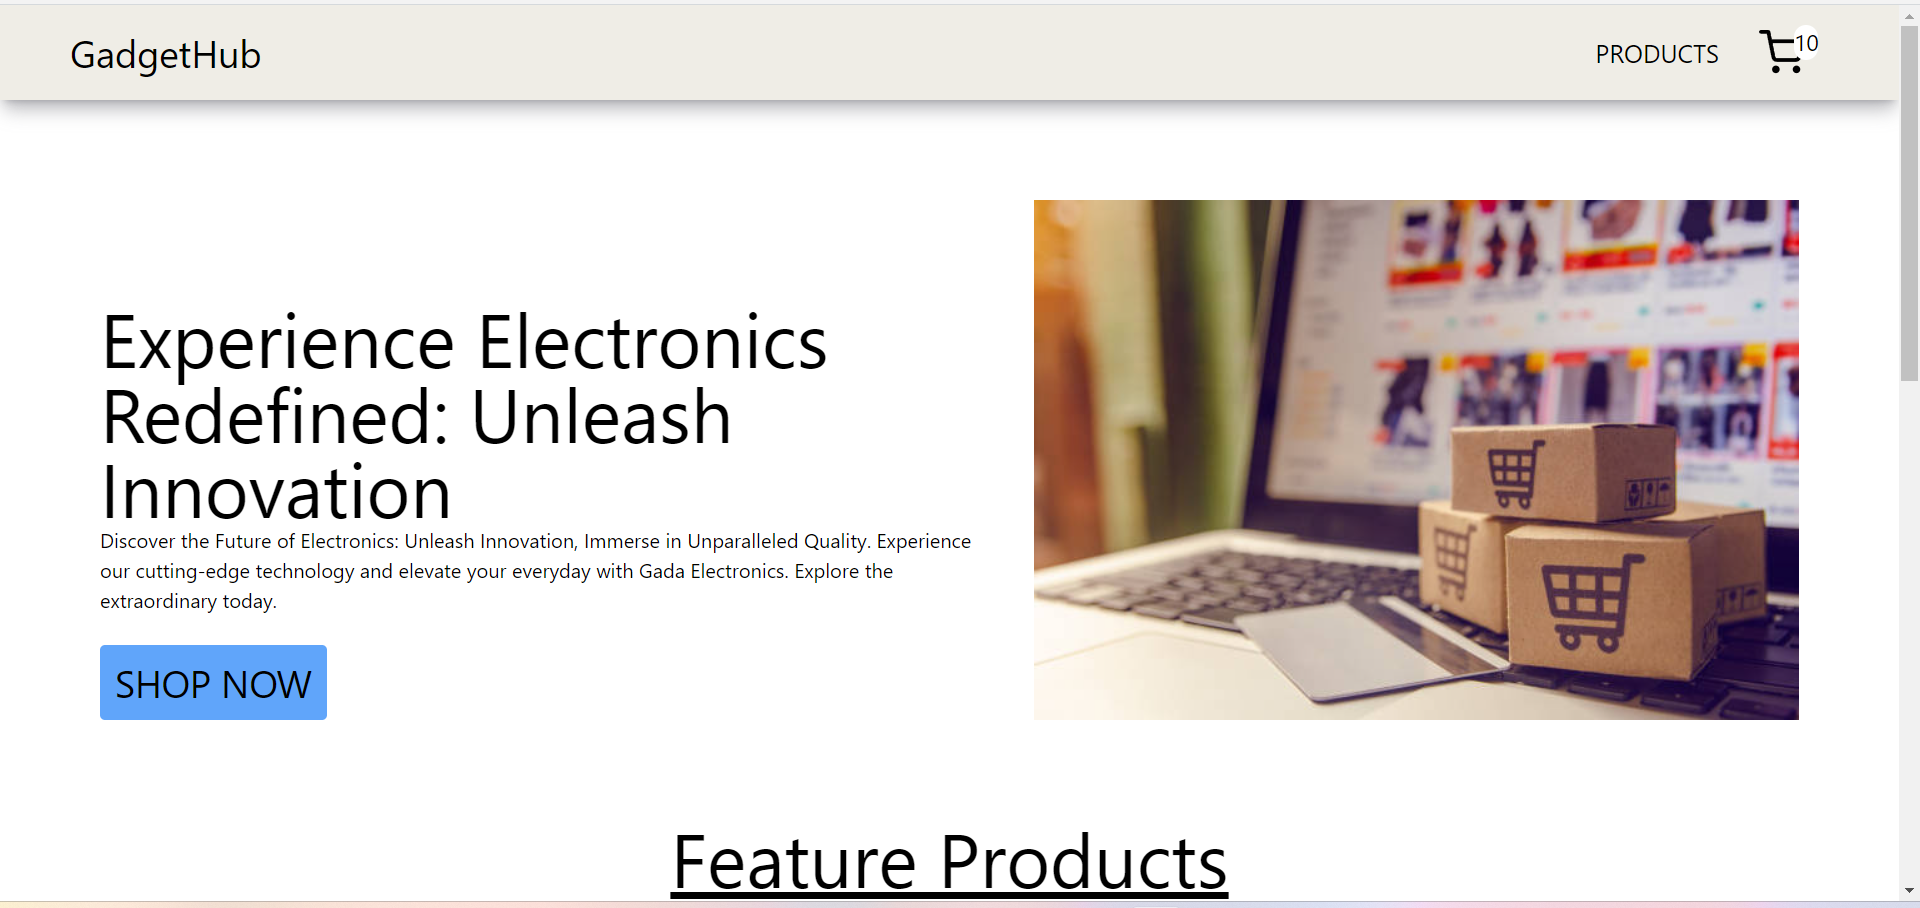 GadgetHub
PRODUCTS
10
Experience Electronics
Redefined: Unleash
Innovation
Discover the Future of Electronics: Unleash Innovation, Immerse in Unparalleled Quality. Experience
our cutting-edge technology and elevate your everyday with Gada Electronics. Explore the
extraordinary today.
SHOP NOW
Feature Products